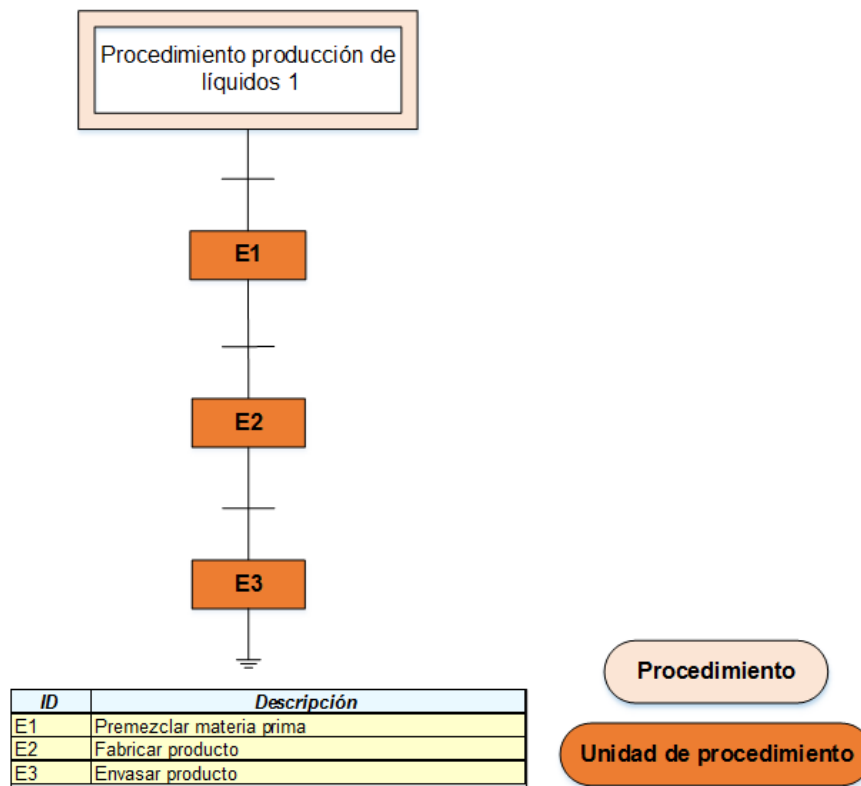 Procedimiento producción de
líquidos 1
E1
E2
E3
ID Descripción
E1 Premezclar materia prima
E2 Fabricar producto
E3 Envasar producto
Procedimiento
Unidad de procedimiento